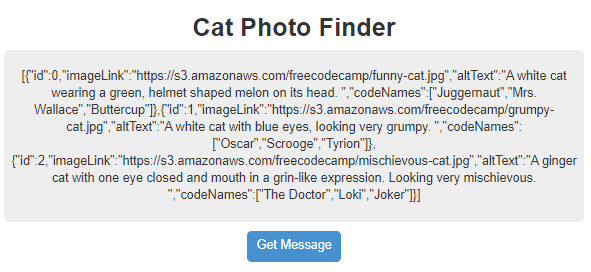 Cat Photo Finder
[{"id":0,"imageLink":"https://s3.amazonaws.com/freecodecamp/funny-cat.jpg","altText":"A white cat
wearing a green, helmet shaped melon on its head. ","codeNames":["Juggernaut","Mrs.
Wallace","Buttercup"]},{"id":1,"imageLink":"https://s3.amazonaws.com/freecodecamp/grumpy-
cat.jpg","altText":"A white cat with blue eyes, looking very grumpy. ","codeNames":
["Oscar","Scrooge","Tyrion"]},
{"id":2,"imageLink":"https://s3.amazonaws.com/freecodecamp/mischievous-cat.jpg","altText":"A ginger
cat with one eye closed and mouth in a grin-like expression. Looking very mischievous.
","codeNames":["The Doctor","Loki","Joker"]}]
Get Message